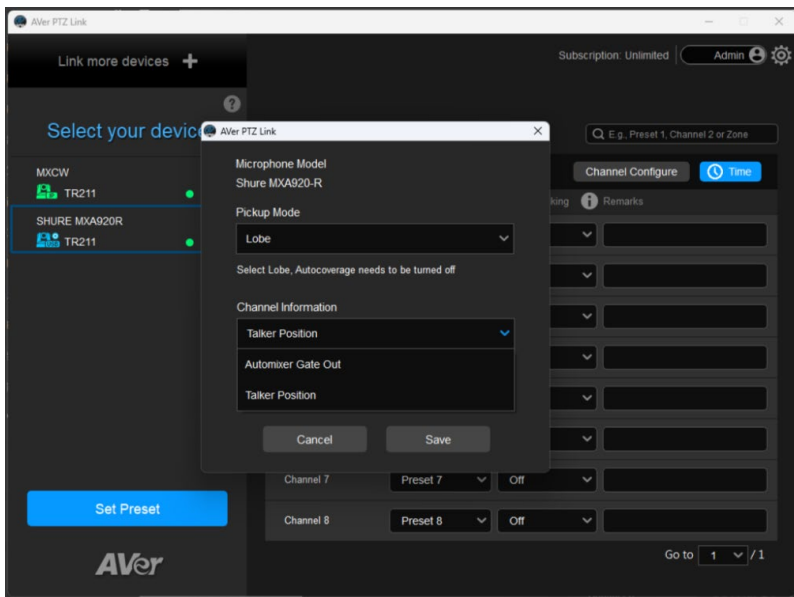 AVer PTZ Link
Link more devices +
Subscription: Unlimited
Admin
?
Select your devic
AVer PTZ Link
E.g., Preset 1, Channel 2 or Zone
MXCW
TR211
SHURE MXA920R
TR211
Microphone Model
Shure MXA920-R
Pickup Mode
Lobe
Select Lobe, Autocoverage needs to be turned off
Channel Information
Talker Position
Automixer Gate Out
Talker Position
Cancel
Save
Channel Configure
Time
king
Remarks
Channel 7
Preset 7
Off
Channel 8
Preset 8
Off
Set Preset
Go to 1 / 1
AVer